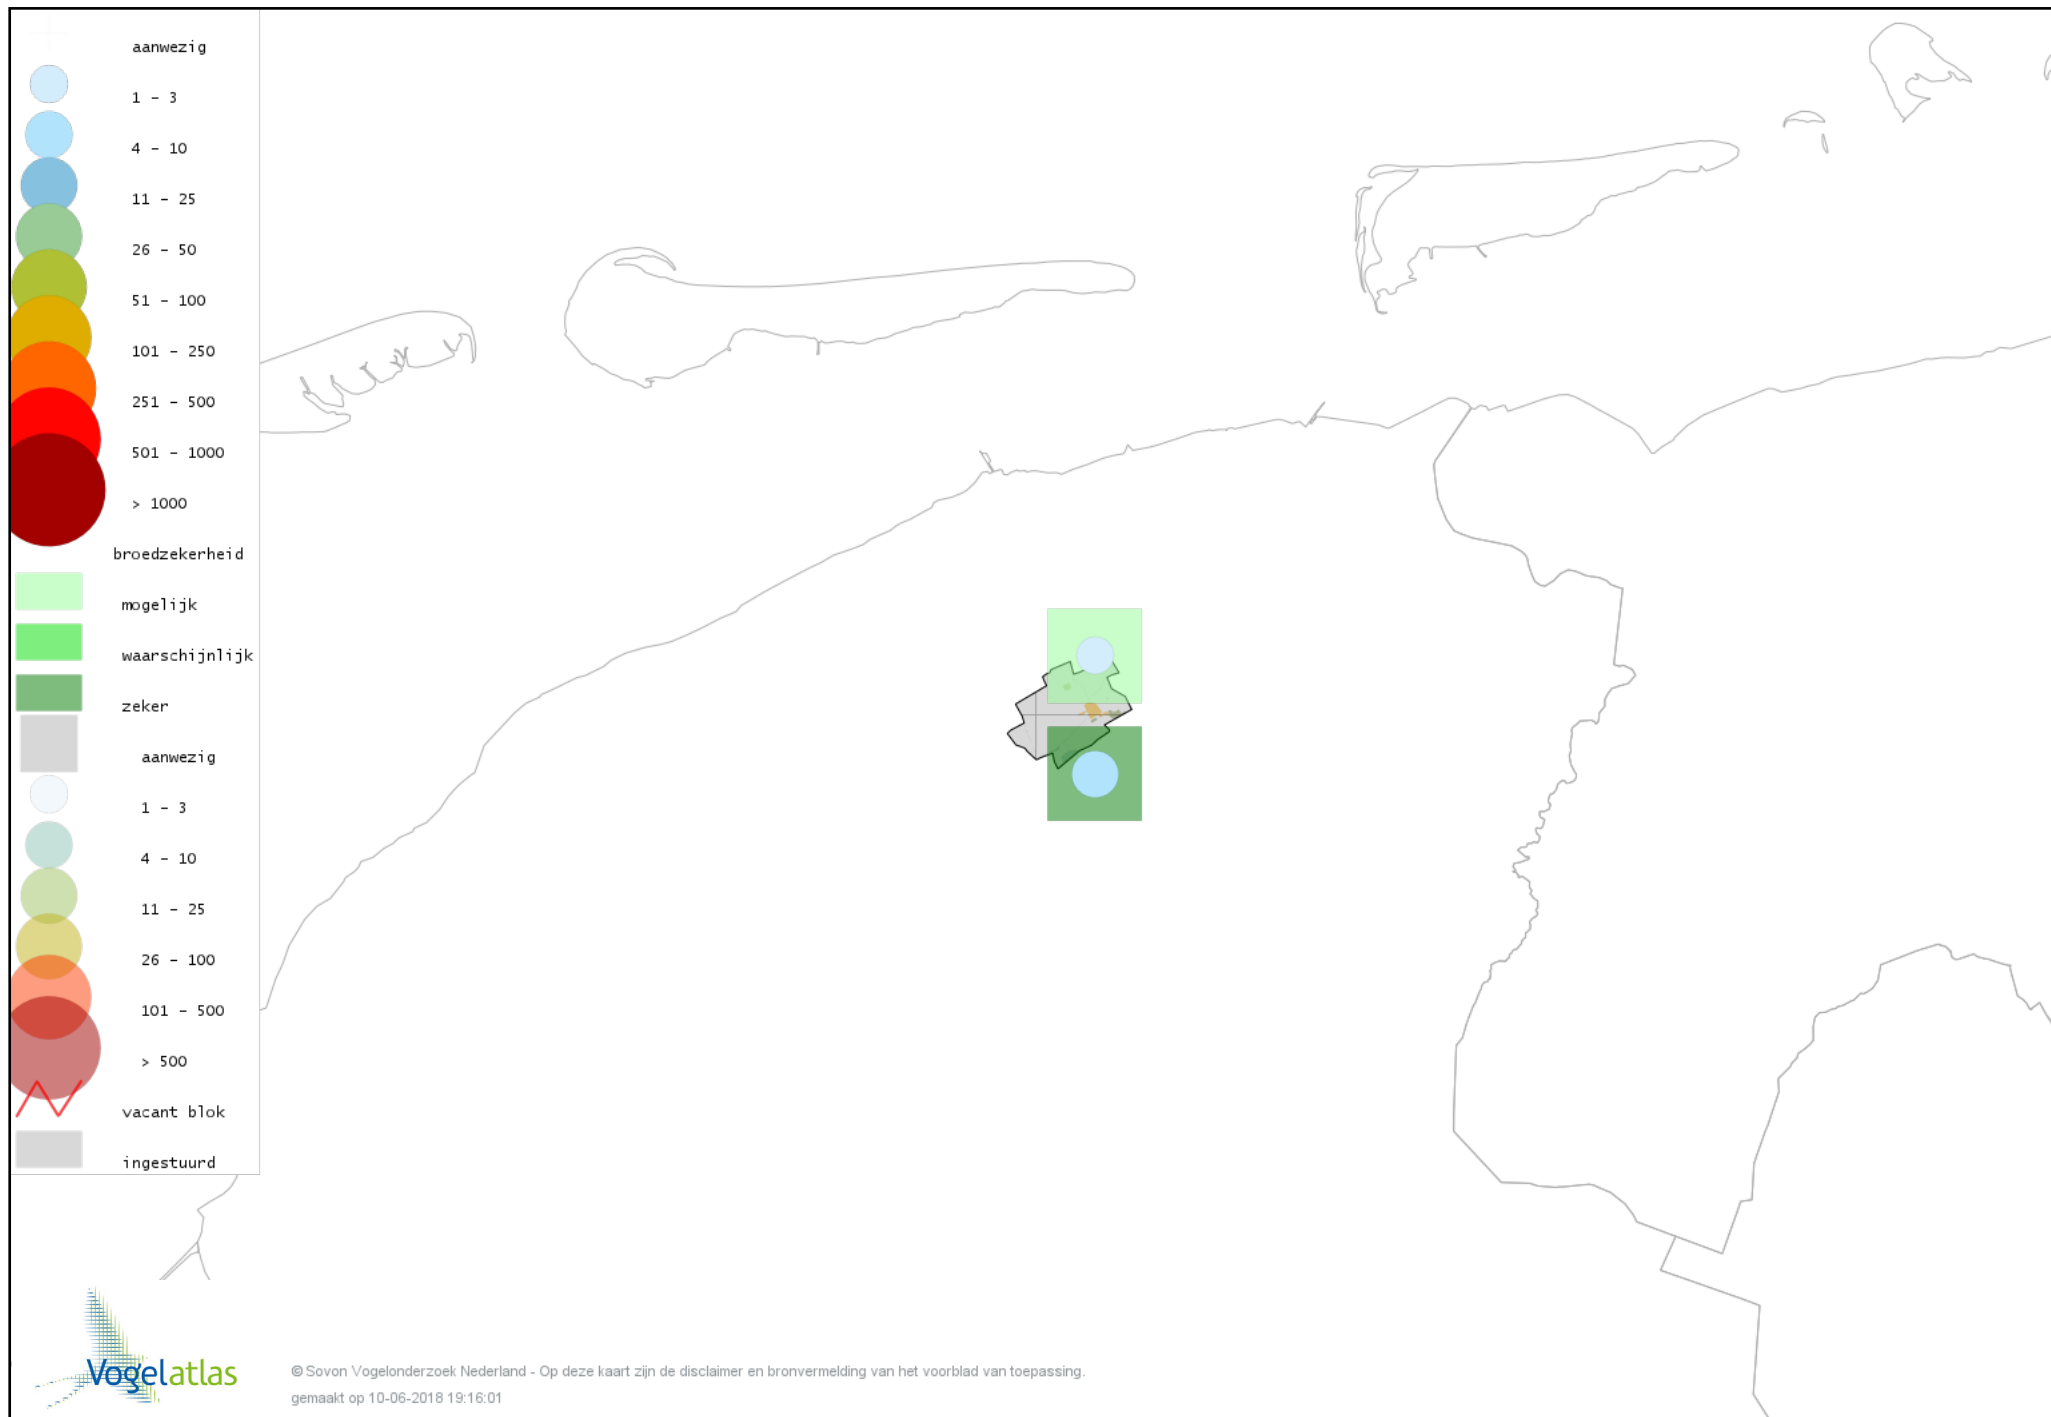 aanwezig
1 - 3
4 - 10
11 - 25
26 - 50
51 - 100
101 - 250
251 - 500
501 - 1000
> 1000
broedzekerheid
mogelijk
waarschijnlijk
zeker
aanwezig
1 - 3
4 - 10
11 - 25
26 - 100
101 - 500
> 500
vacant blok
ingestuurd
Vogelatlas
© Sovon Vogelonderzoek Nederland - Op deze kaart zijn de disclaimer en bronvermelding van het voorblad van toepassing.
gemaakt op 10-06-2018 19:16:01